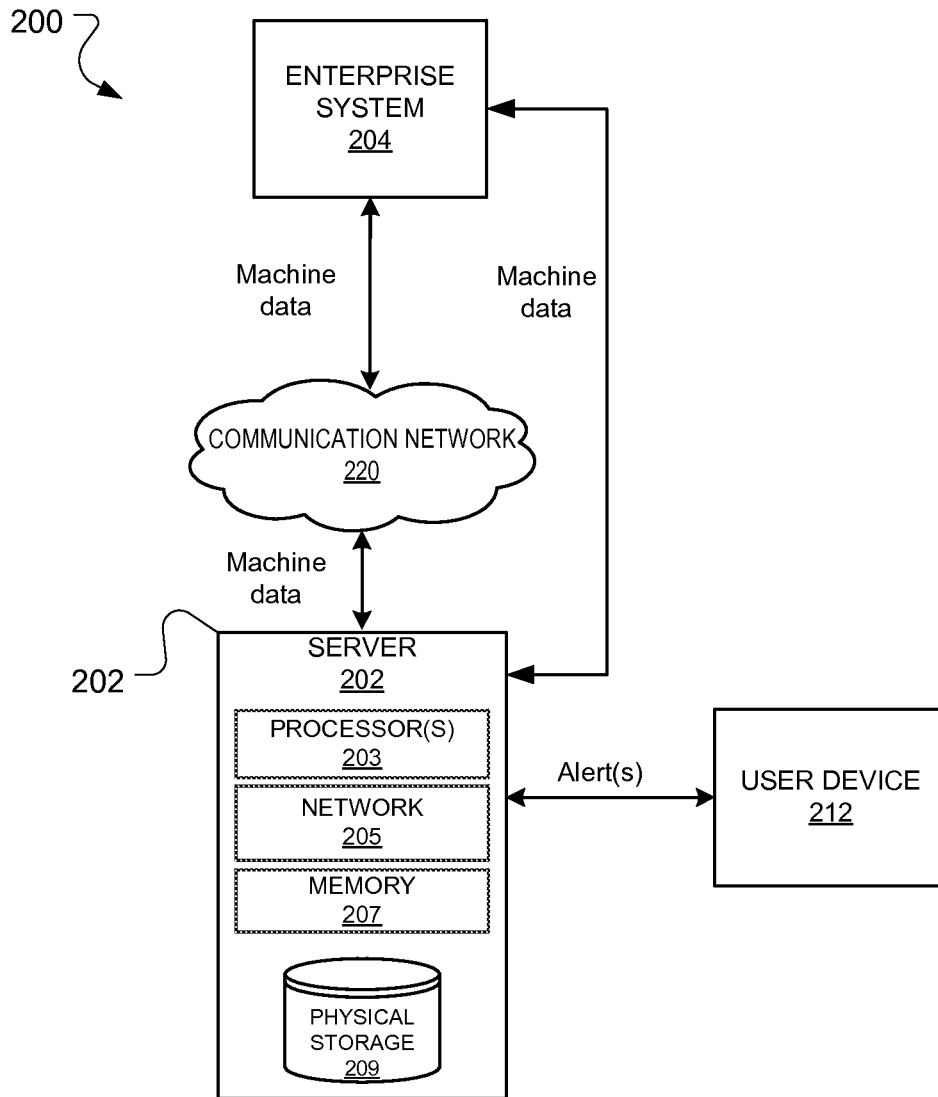 200
ENTERPRISE
SYSTEM
204
Machine
data
Machine
data
COMMUNICATION NETWORK
220
Machine
data
202
SERVER
202
PROCESSOR(S)
203
NETWORK
205
MEMORY
207
PHYSICAL
STORAGE
209
Alert(s)
USER DEVICE
212